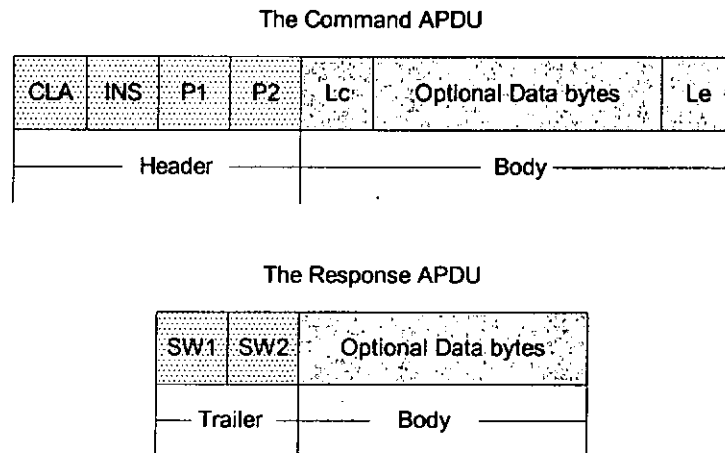 The Command APDU
CLA INS P1 P2 Lc Optional Data bytes Le
Header Body
The Response APDU
SW1 SW2 Optional Data bytes
Trailer Body